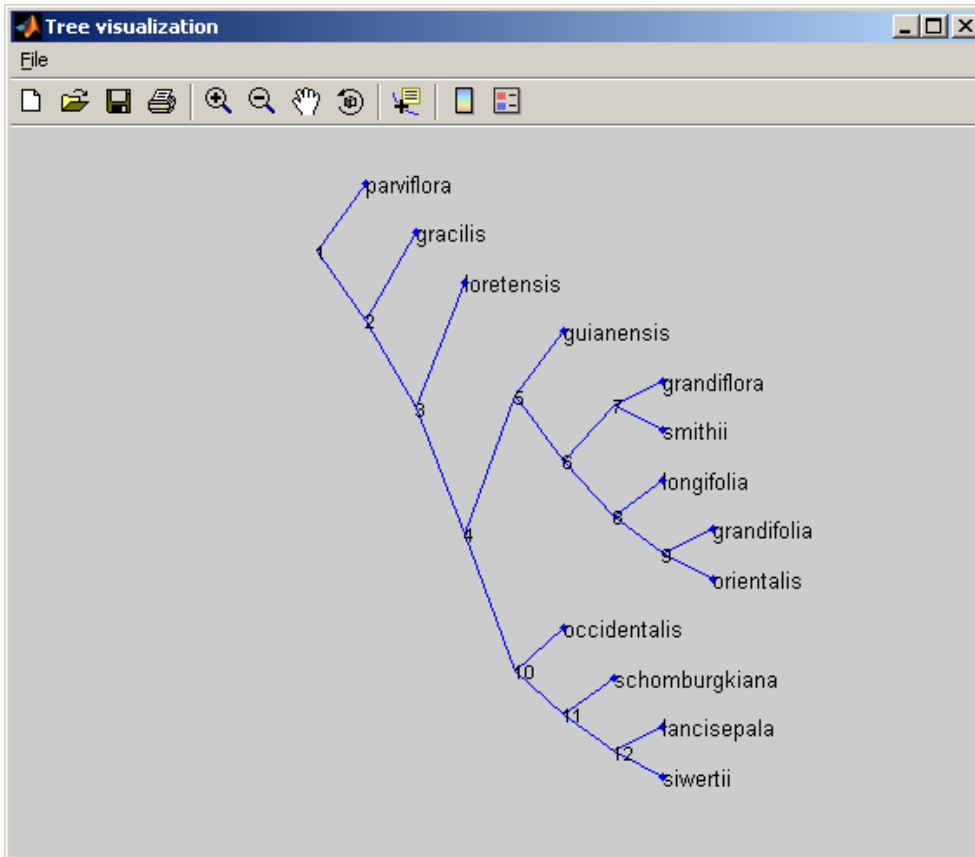 Tree visualization
File
parviflora
gracilis
1
loretensis
2
guianensis
grandiflora
5
7
3
smithii
6
longifolia
8
grandifolia
4
9
orientalis
occidentalis
10
schomburgkiana
11
lancisepala
12
siwertii